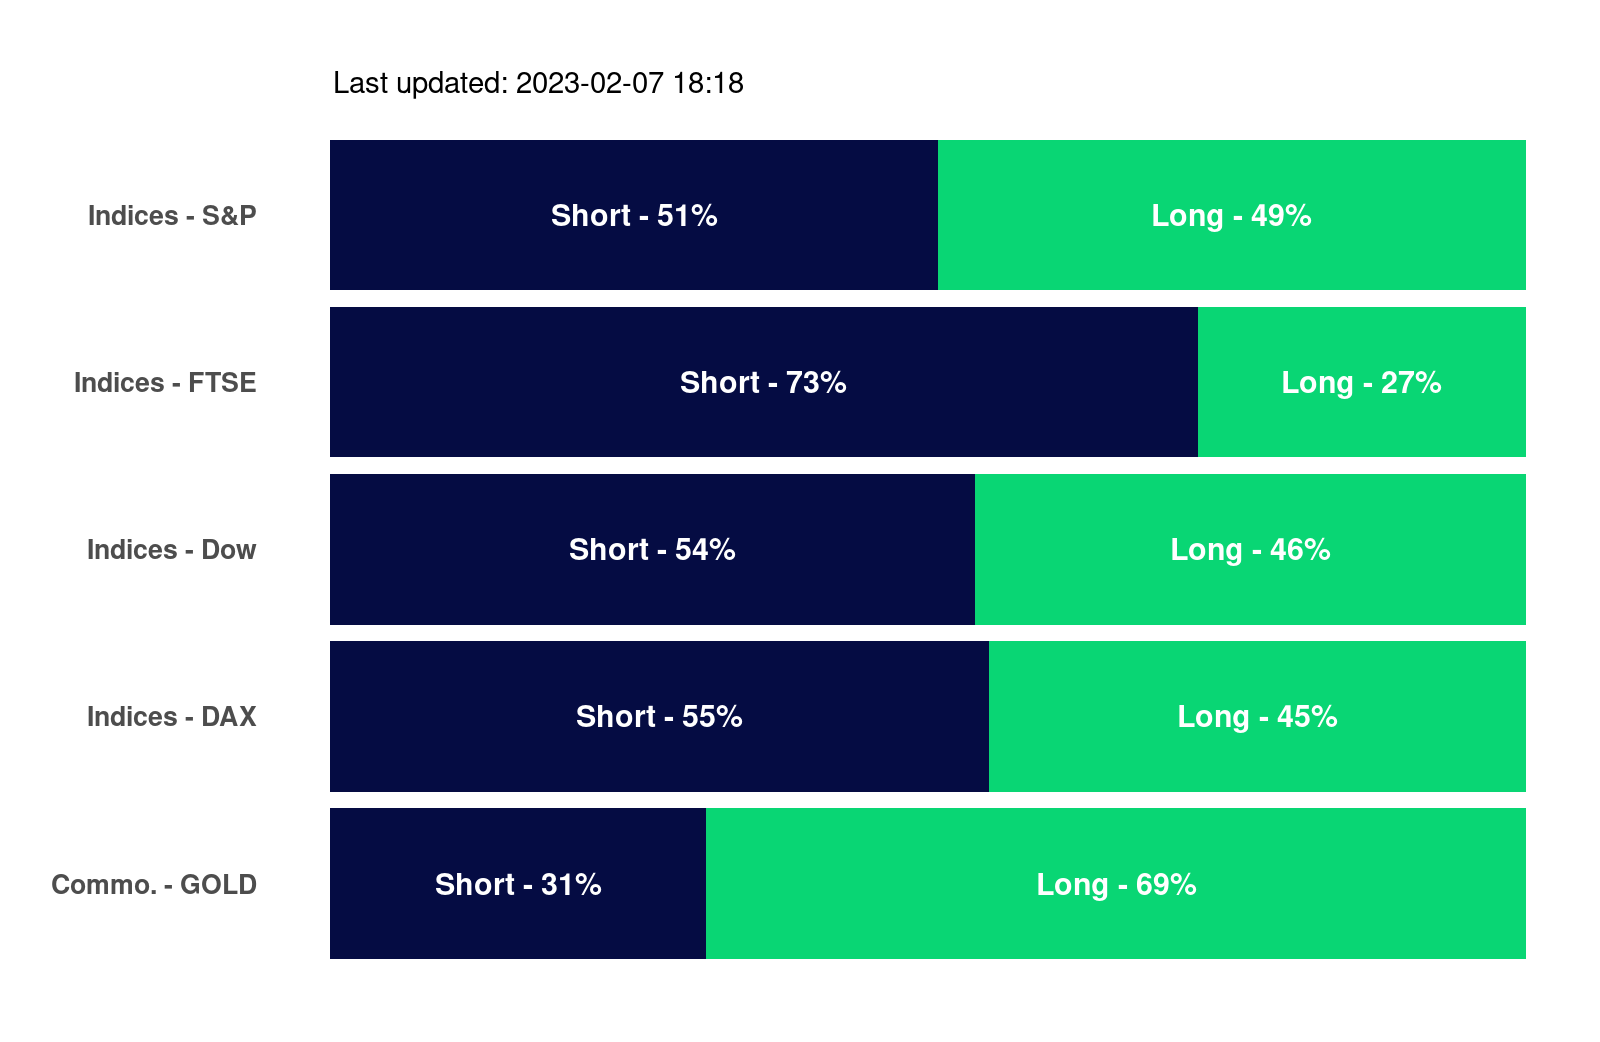 Last updated: 2023-02-07 18:18
Indices - S&P Short - 51% Long - 49%
Indices - FTSE Short - 73% Long - 27%
Indices - Dow Short - 54% Long - 46%
Indices - DAX Short - 55% Long - 45%
Commo. - GOLD Short - 31% Long - 69%